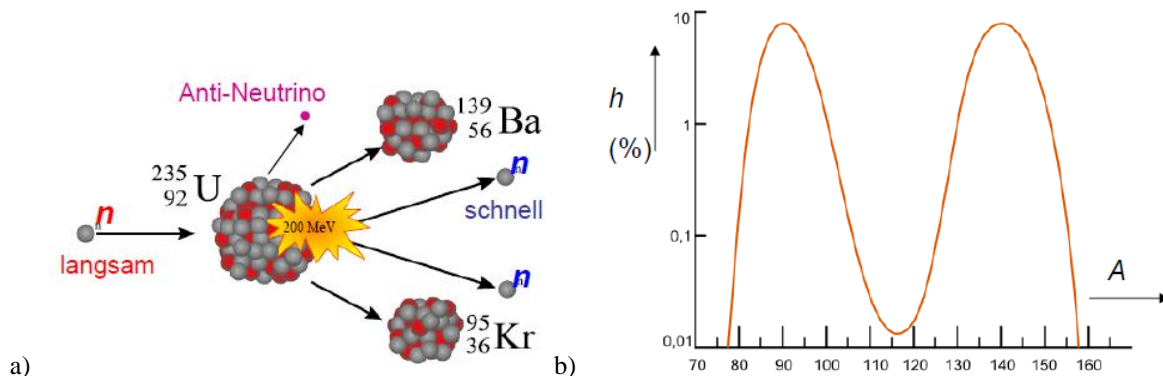 a)
Anti-Neutrino
139
56 Ba
235
92 U
n
langsam
200 MeV
n
schnell
n
95
36 Kr
b)
10
h
1
(%)
0,1
A
0,01
70 80 90 100 110 120 130 140 150 160